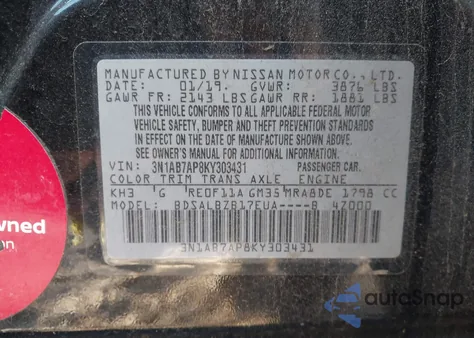 MANUFACTURED BY NISSAN MOTOR CO., LTD.
DATE: 01/19. GVWR: 3876 LBS
GAWR FR: 2143 LBS GAWR RR: 1881 LBS
THIS VEHICLE CONFORMS TO ALL APPLICABLE FEDERAL MOTOR
VEHICLE SAFETY, BUMPER AND THEFT PREVENTION STANDARDS
IN EFFECT ON THE DATE OF MANUFACTURE SHOWN ABOVE.
SEE OWNER'S MANUAL FOR ADDITIONAL INFORMATION.
VIN: 3N1AB7AP8KY303431 PASSENGER CAR
COLOR TRIM TRANS AXLE ENGINE
KH3 'G RE0F11A GM35 MRA8DE 1798 CC
MODEL: BDSALBZB17EUA----B 4Z000
3N1AB7AP8KY303431
wned
on
autoSnap